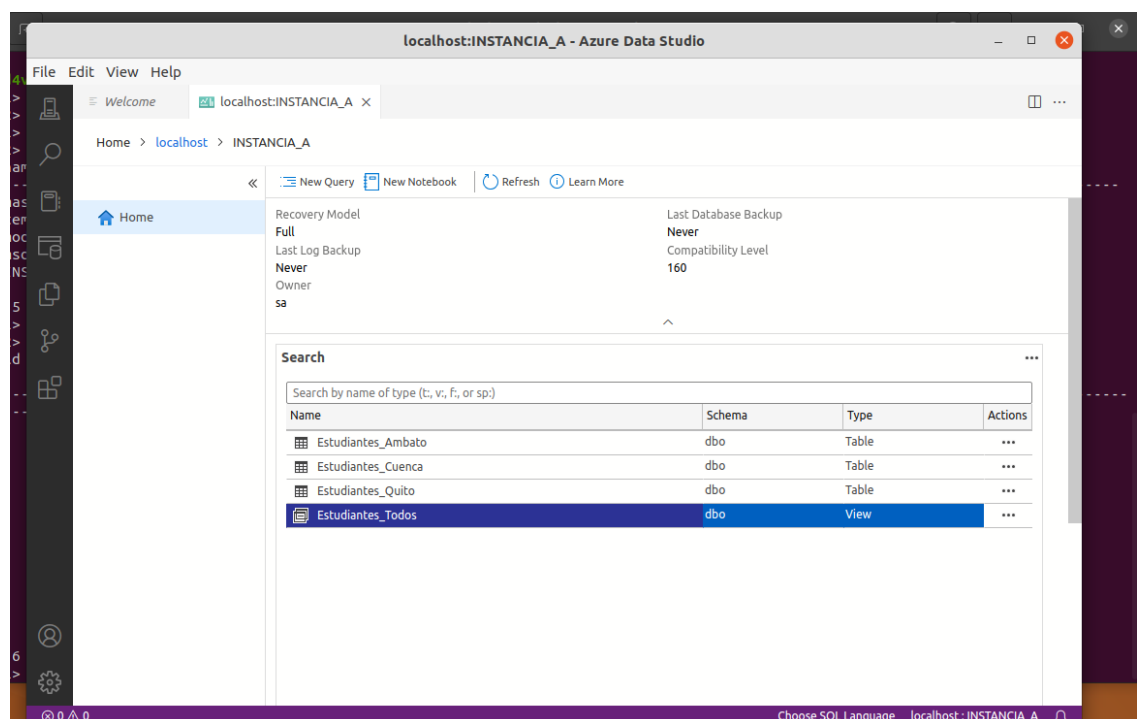 localhost:INSTANCIA_A - Azure Data Studio
File Edit View Help
Welcome localhost:INSTANCIA_A
Home > localhost > INSTANCIA_A
New Query New Notebook Refresh Learn More
Home
Recovery Model Last Database Backup
Full Never
Last Log Backup Compatibility Level
Never 160
Owner
sa
Search
Search by name of type (t:, v:, f:, or sp:)
Name Schema Type Actions
Estudiantes_Ambato dbo Table
Estudiantes_Cuenca dbo Table
Estudiantes_Quito dbo Table
Estudiantes_Todos dbo View
0 0 Choose SQL Language localhost : INSTANCIA_A